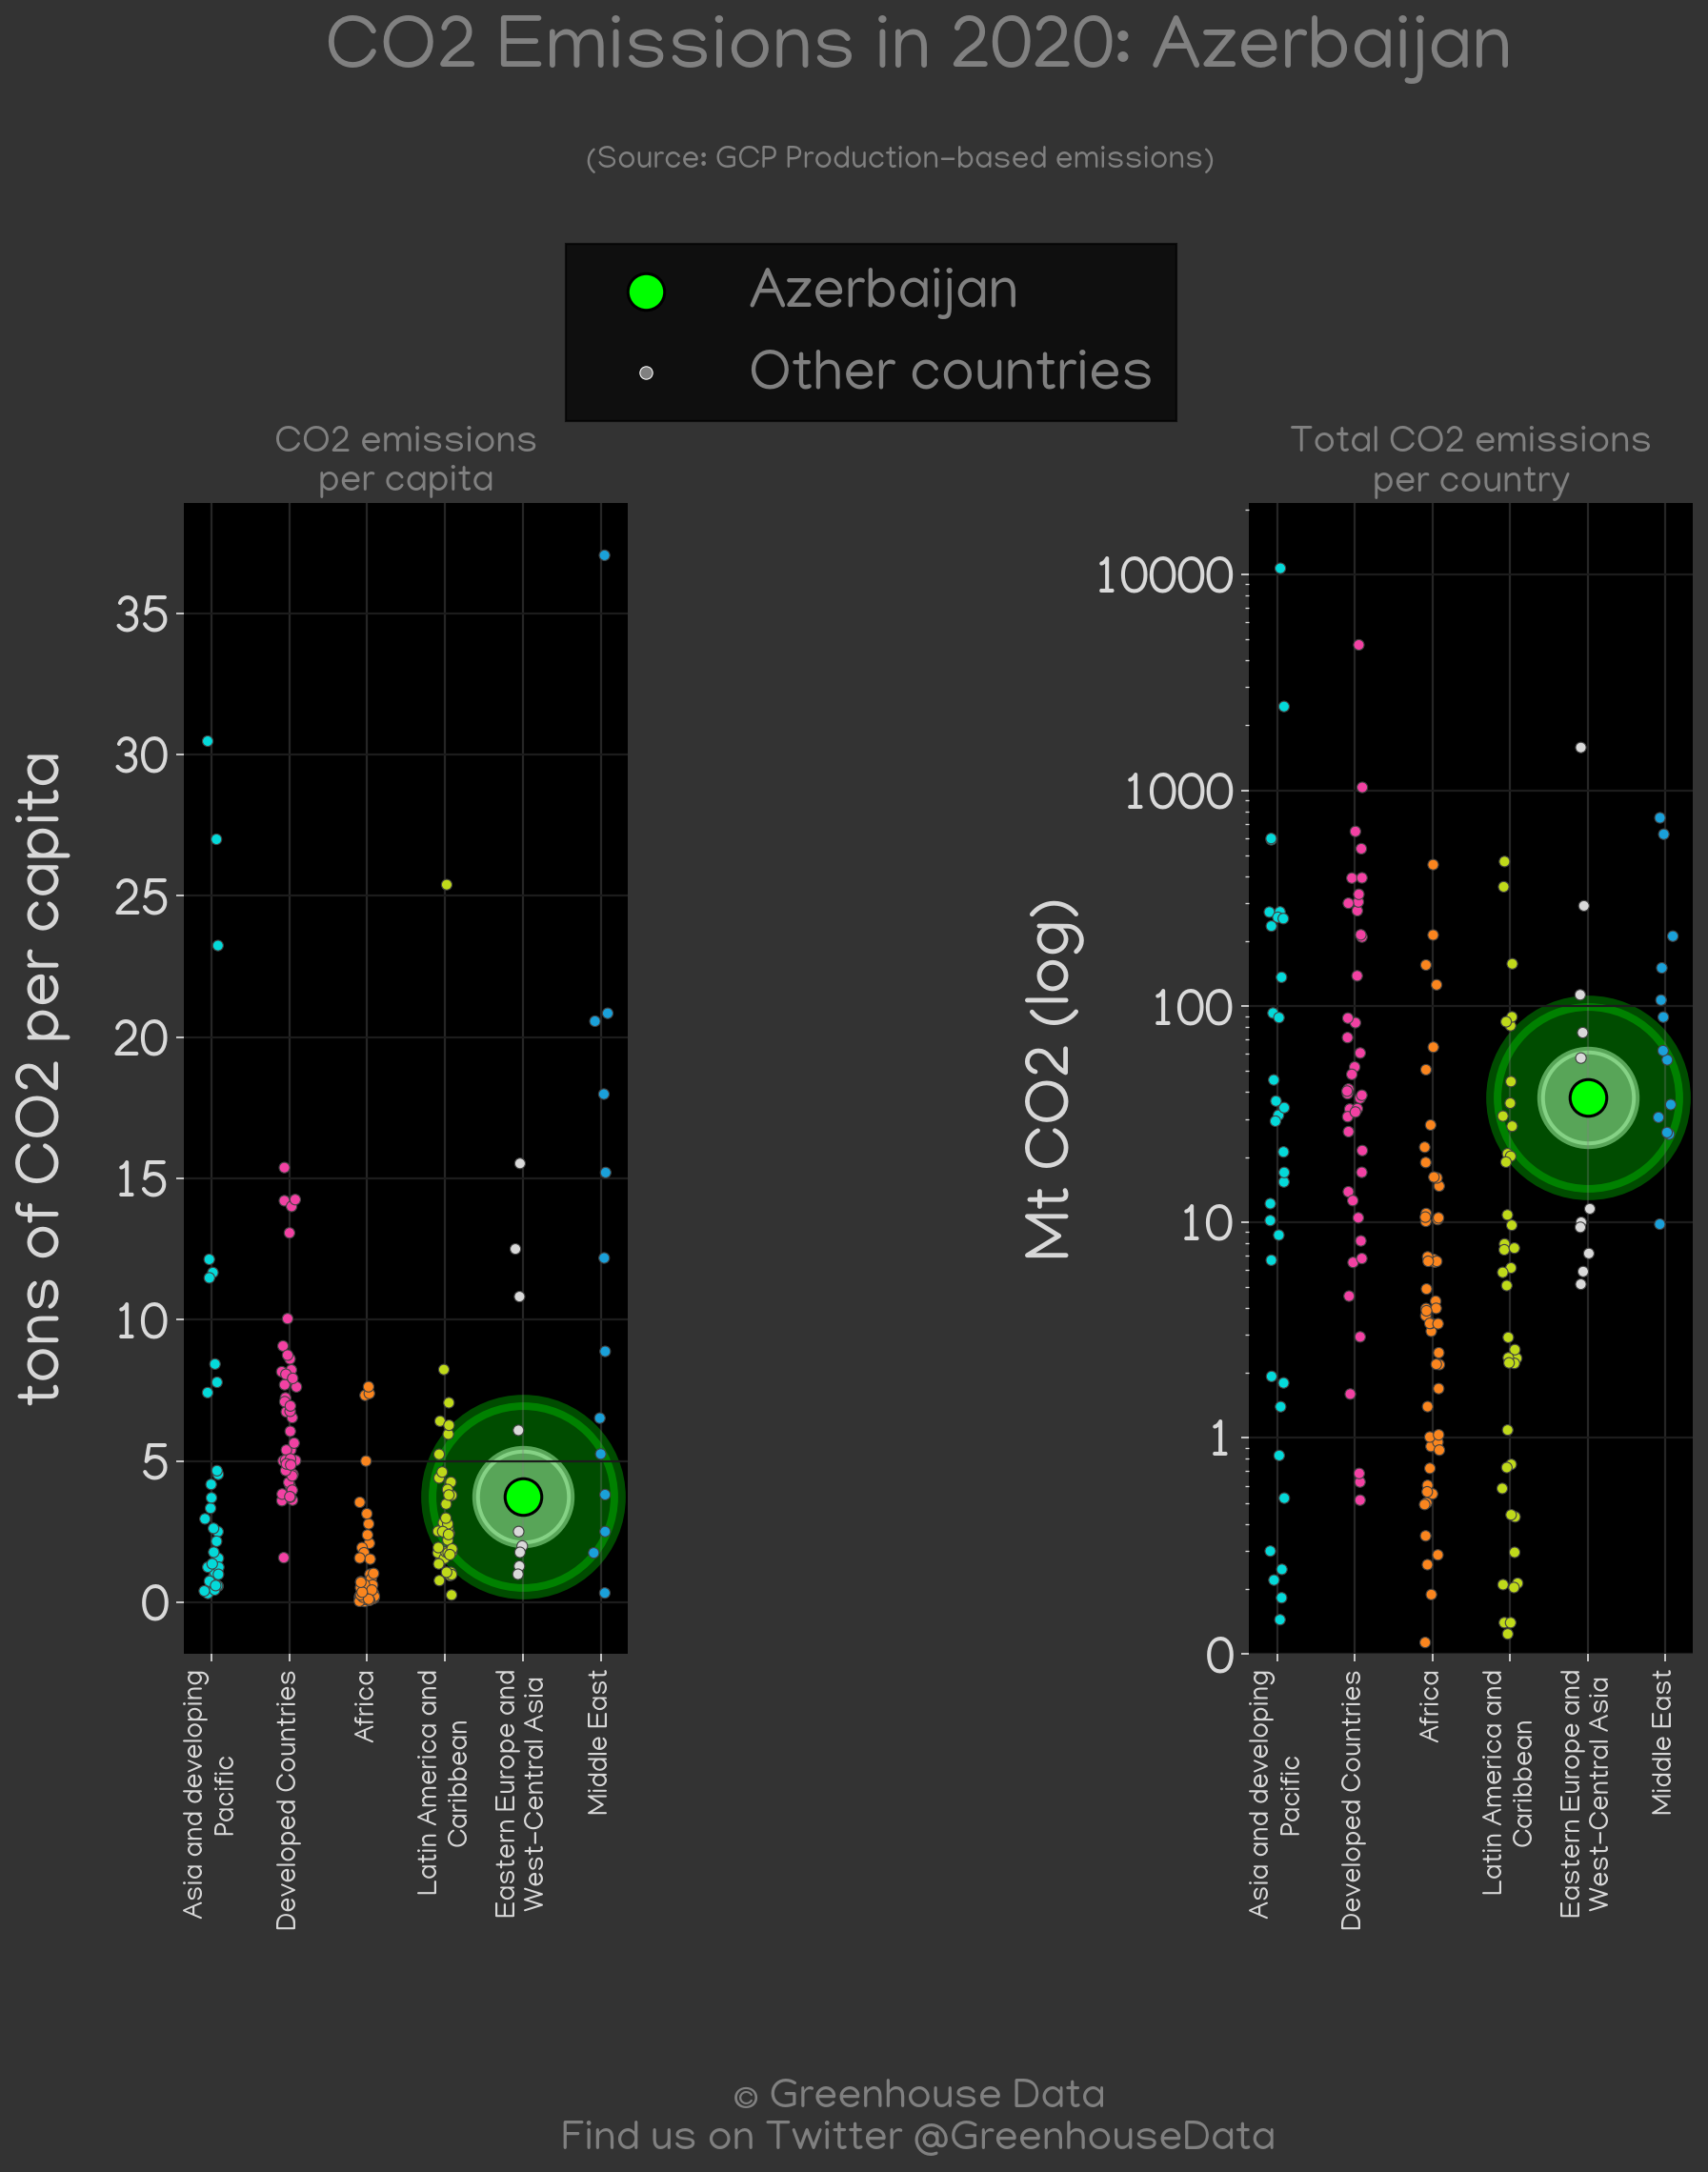 CO2 Emissions in 2020: Azerbaijan
(Source: GCP Production-based emissions)
Azerbaijan
Other countries
CO2 emissions
per capita
tons of CO2 per capita
35
30
25
20
15
10
5
0
Asia and developing
Pacific
Developed Countries
Africa
Latin America and
Caribbean
Eastern Europe and
West-Central Asia
Middle East
Total CO2 emissions
per country
Mt CO2 (log)
10000
1000
100
10
1
0
Asia and developing
Pacific
Developed Countries
Africa
Latin America and
Caribbean
Eastern Europe and
West-Central Asia
Middle East
© Greenhouse Data
Find us on Twitter @GreenhouseData